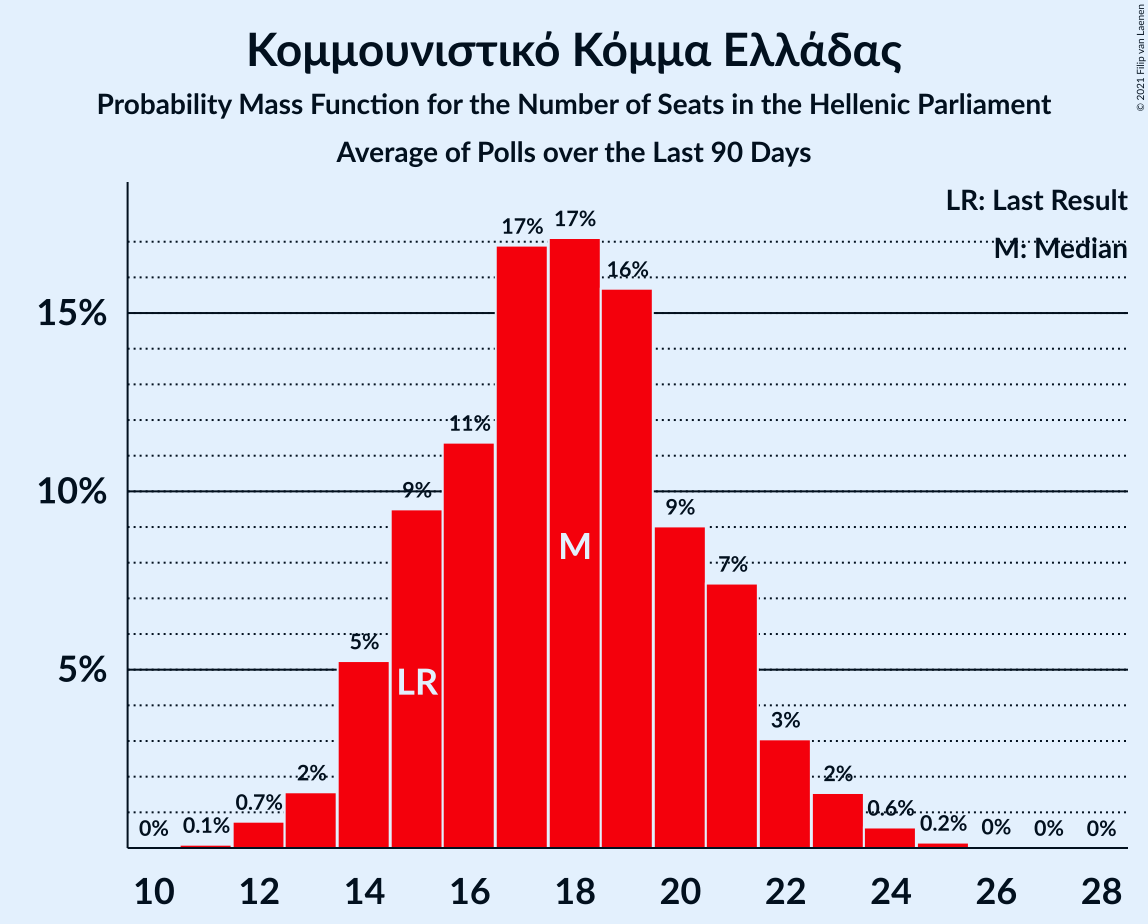 Κομμουνιστικό Κόμμα Ελλάδας
Probability Mass Function for the Number of Seats in the Hellenic Parliament
Average of Polls over the Last 90 Days
© 2021 Filip van Laenen
LR: Last Result
M: Median
15%
10%
5%
0%
0.1%
0.7%
2%
5%
9%
11%
17%
17%
16%
9%
7%
3%
2%
0.6%
0.2%
0%
0%
0%
LR
M
10 12 14 16 18 20 22 24 26 28